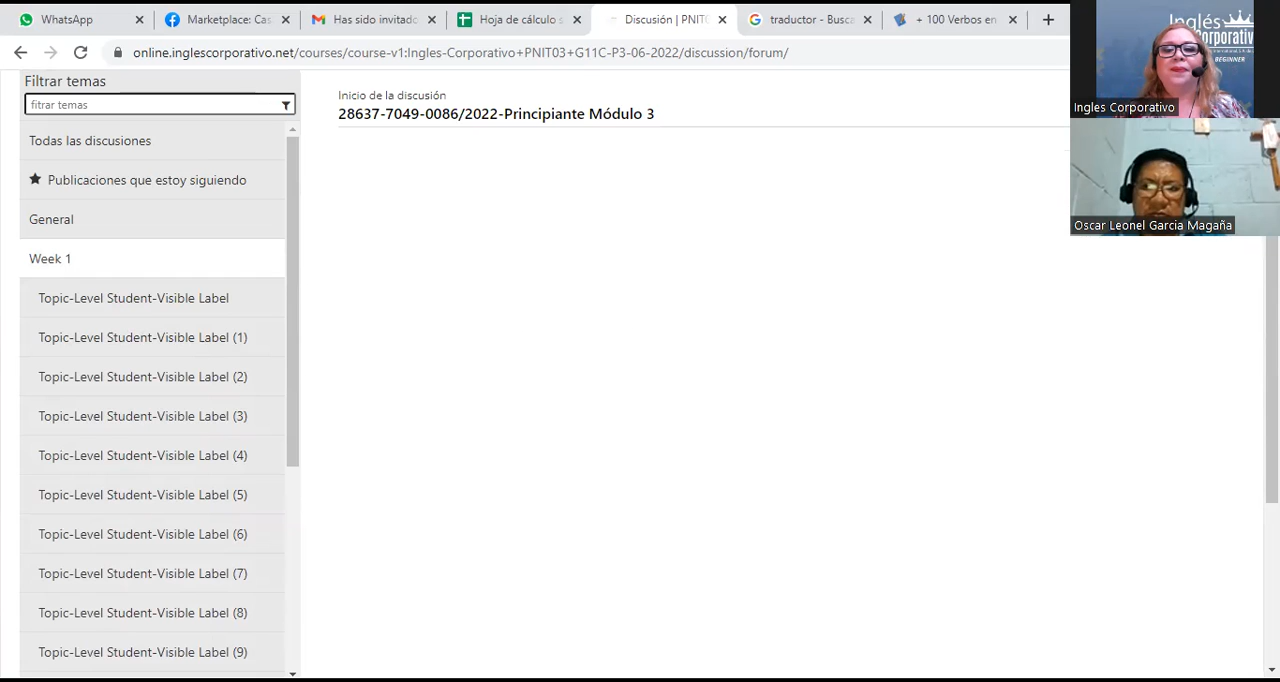 WhatsApp
Marketplace: Cas
Has sido invitado
Hoja de cálculo s
Discusión | PNIT0
traductor - Busca
+ 100 Verbos en
online.inglescorporativo.net/courses/course-v1:Ingles-Corporativo+PNIT03+G11C-P3-06-2022/discussion/forum/
Filtrar temas
fitrar temas
Todas las discusiones
Publicaciones que estoy siguiendo
General
Week 1
Topic-Level Student-Visible Label
Topic-Level Student-Visible Label (1)
Topic-Level Student-Visible Label (2)
Topic-Level Student-Visible Label (3)
Topic-Level Student-Visible Label (4)
Topic-Level Student-Visible Label (5)
Topic-Level Student-Visible Label (6)
Topic-Level Student-Visible Label (7)
Topic-Level Student-Visible Label (8)
Topic-Level Student-Visible Label (9)
Inicio de la discusión
28637-7049-0086/2022-Principiante Módulo 3
Inglés
BEGINNER
Ingles Corporativo
Oscar Leonel Garcia Magaña